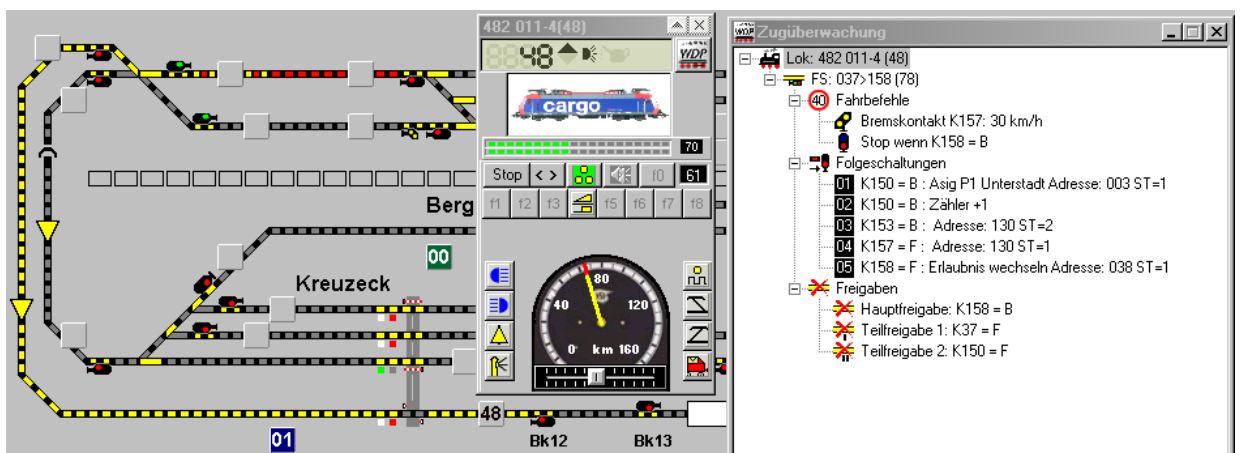 Berg
00
Kreuzeck
48
01
Bk12
Bk13
482 011-4(48)
48
WDP
cargo
70
Stop
< >
f0
61
f1
f2
f3
f5
f6
f7
f8
40
80
120
0
km 160
WDP
Zugüberwachung
Lok: 482 011-4 (48)
FS: 037>158 (78)
40 Fahrbefehle
Bremskontakt K157: 30 km/h
Stop wenn K158 = B
Folgeschaltungen
01 K150 = B : Asig P1 Unterstadt Adresse: 003 ST=1
02 K150 = B : Zähler +1
03 K153 = B : Adresse: 130 ST=2
04 K157 = F : Adresse: 130 ST=1
05 K158 = F : Erlaubnis wechseln Adresse: 038 ST=1
Freigaben
Hauptfreigabe: K158 = B
Teilfreigabe 1: K37 = F
Teilfreigabe 2: K150 = F